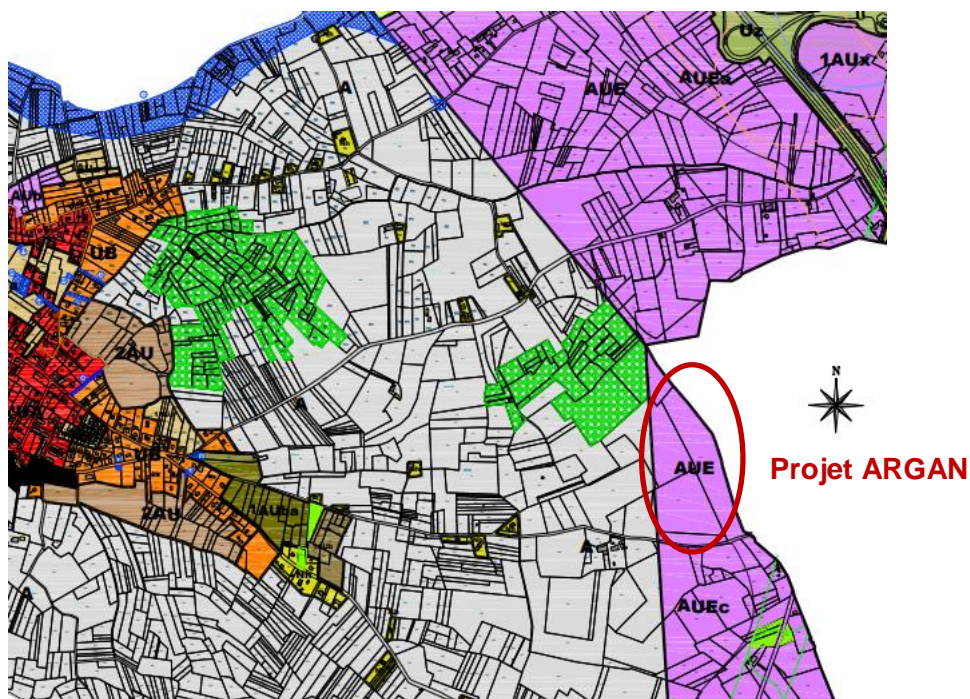 Uz
1AUx
AUEa
AUE
A
UB
2AU
A
N
AUE
Projet ARGAN
UB
2AU
1AUba
A
AUEc
A